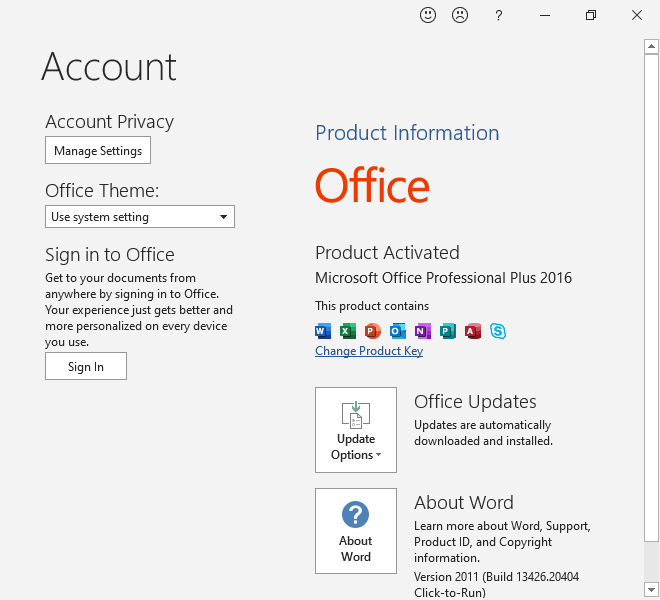 ?
Account
Account Privacy
Manage Settings
Office Theme:
Use system setting
Sign in to Office
Get to your documents from
anywhere by signing in to Office.
Your experience just gets better and
more personalized on every device
you use.
Sign In
Product Information
Office
Product Activated
Microsoft Office Professional Plus 2016
This product contains
W X P O N P A S
Change Product Key
Update
Options
Office Updates
Updates are automatically
downloaded and installed.
?
About
Word
About Word
Learn more about Word, Support,
Product ID, and Copyright
information.
Version 2011 (Build 13426.20404
Click-to-Run)